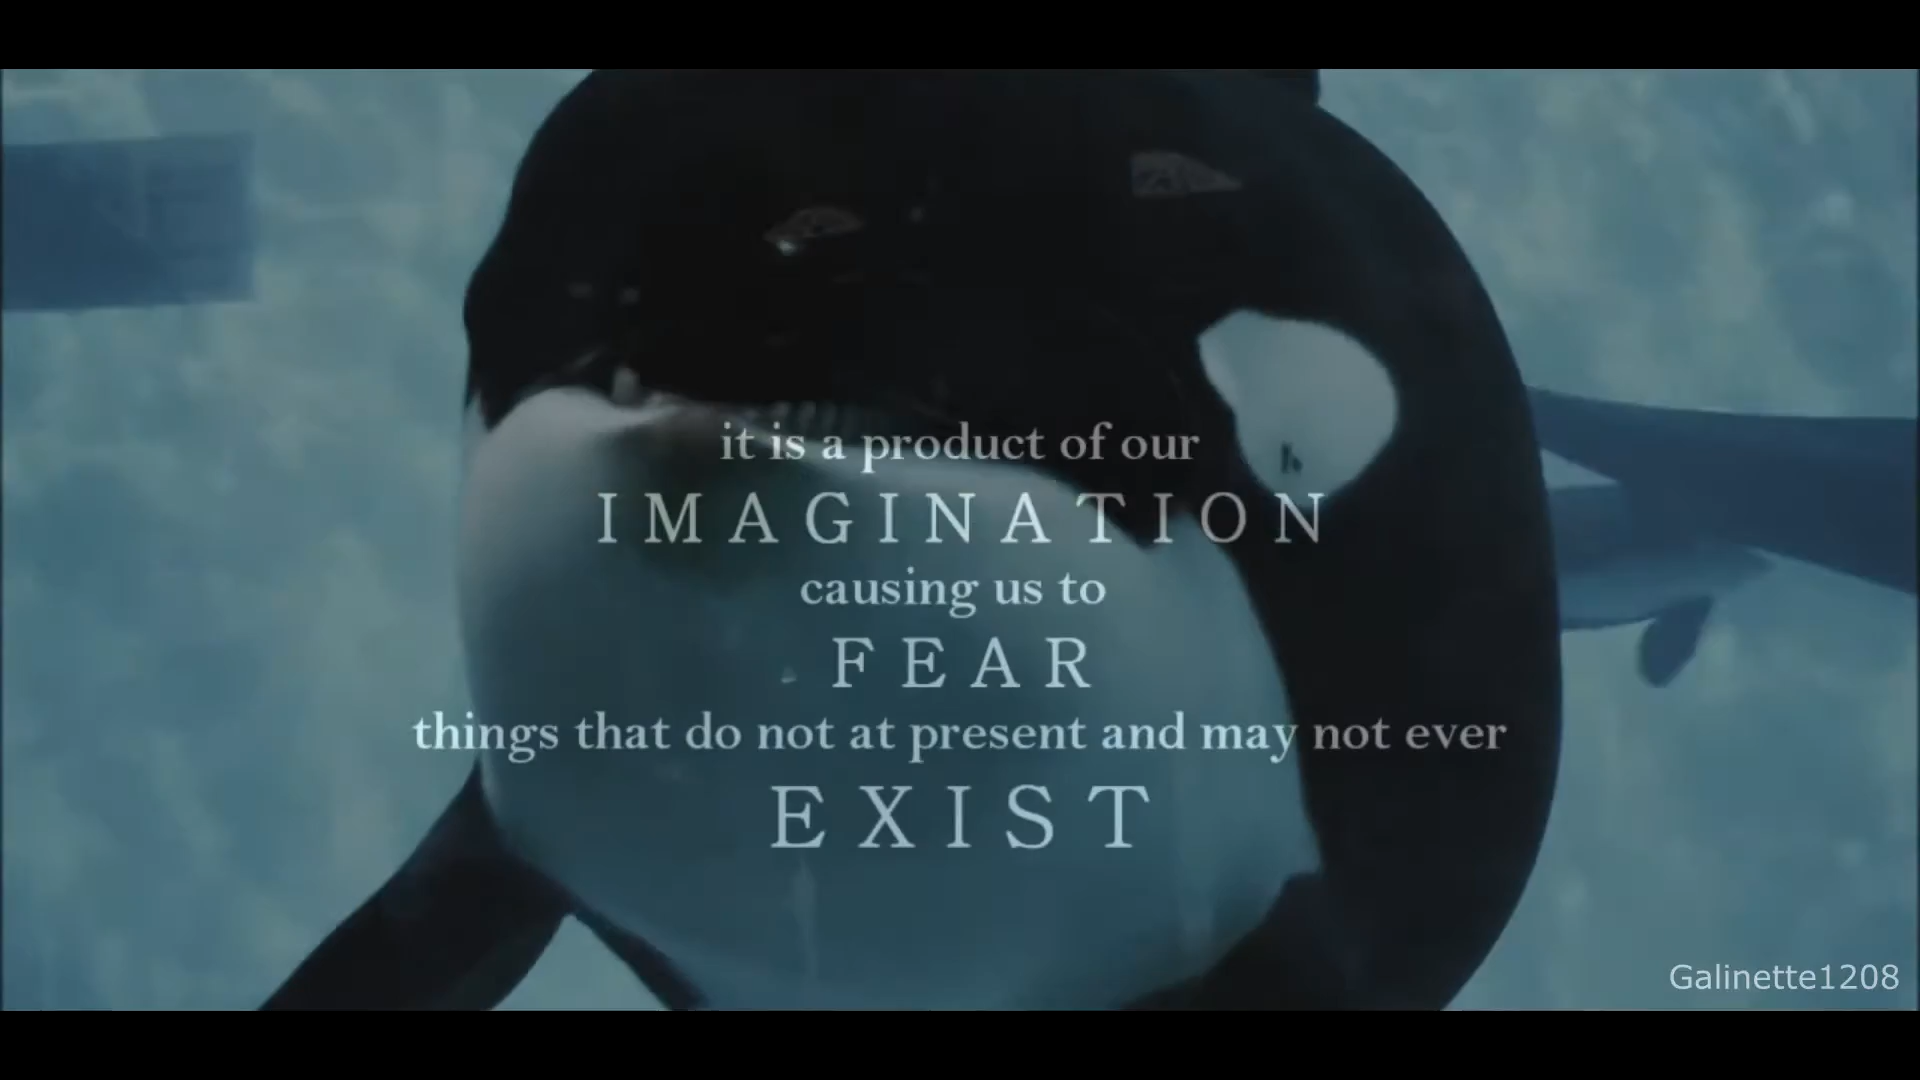 it is a product of our
IMAGINATION
causing us to
FEAR
things that do not at present and may not ever
EXIST
Galinette1208